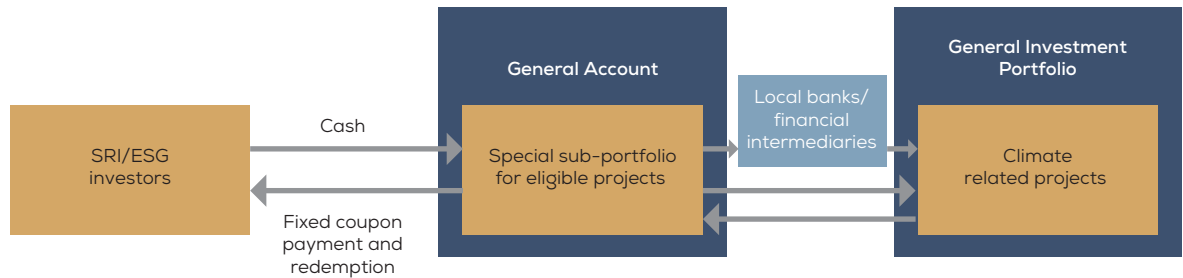 SRI/ESG
investors
Cash
Fixed coupon
payment and
redemption
General Account
Special sub-portfolio
for eligible projects
Local banks/
financial
intermediaries
General Investment
Portfolio
Climate
related projects